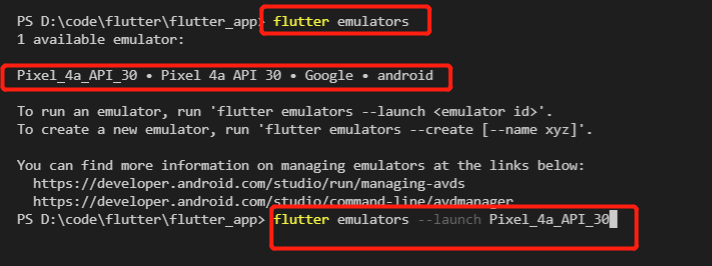 PS D:\code\flutter\flutter_app> flutter emulators
1 available emulator:
Pixel_4a_API_30 • Pixel 4a API 30 • Google • android
To run an emulator, run 'flutter emulators --launch <emulator id>'.
To create a new emulator, run 'flutter emulators --create [--name xyz]'.
You can find more information on managing emulators at the links below:
https://developer.android.com/studio/run/managing-avds
https://developer.android.com/studio/command-line/avdmanager
PS D:\code\flutter\flutter_app> flutter emulators --launch Pixel_4a_API_30